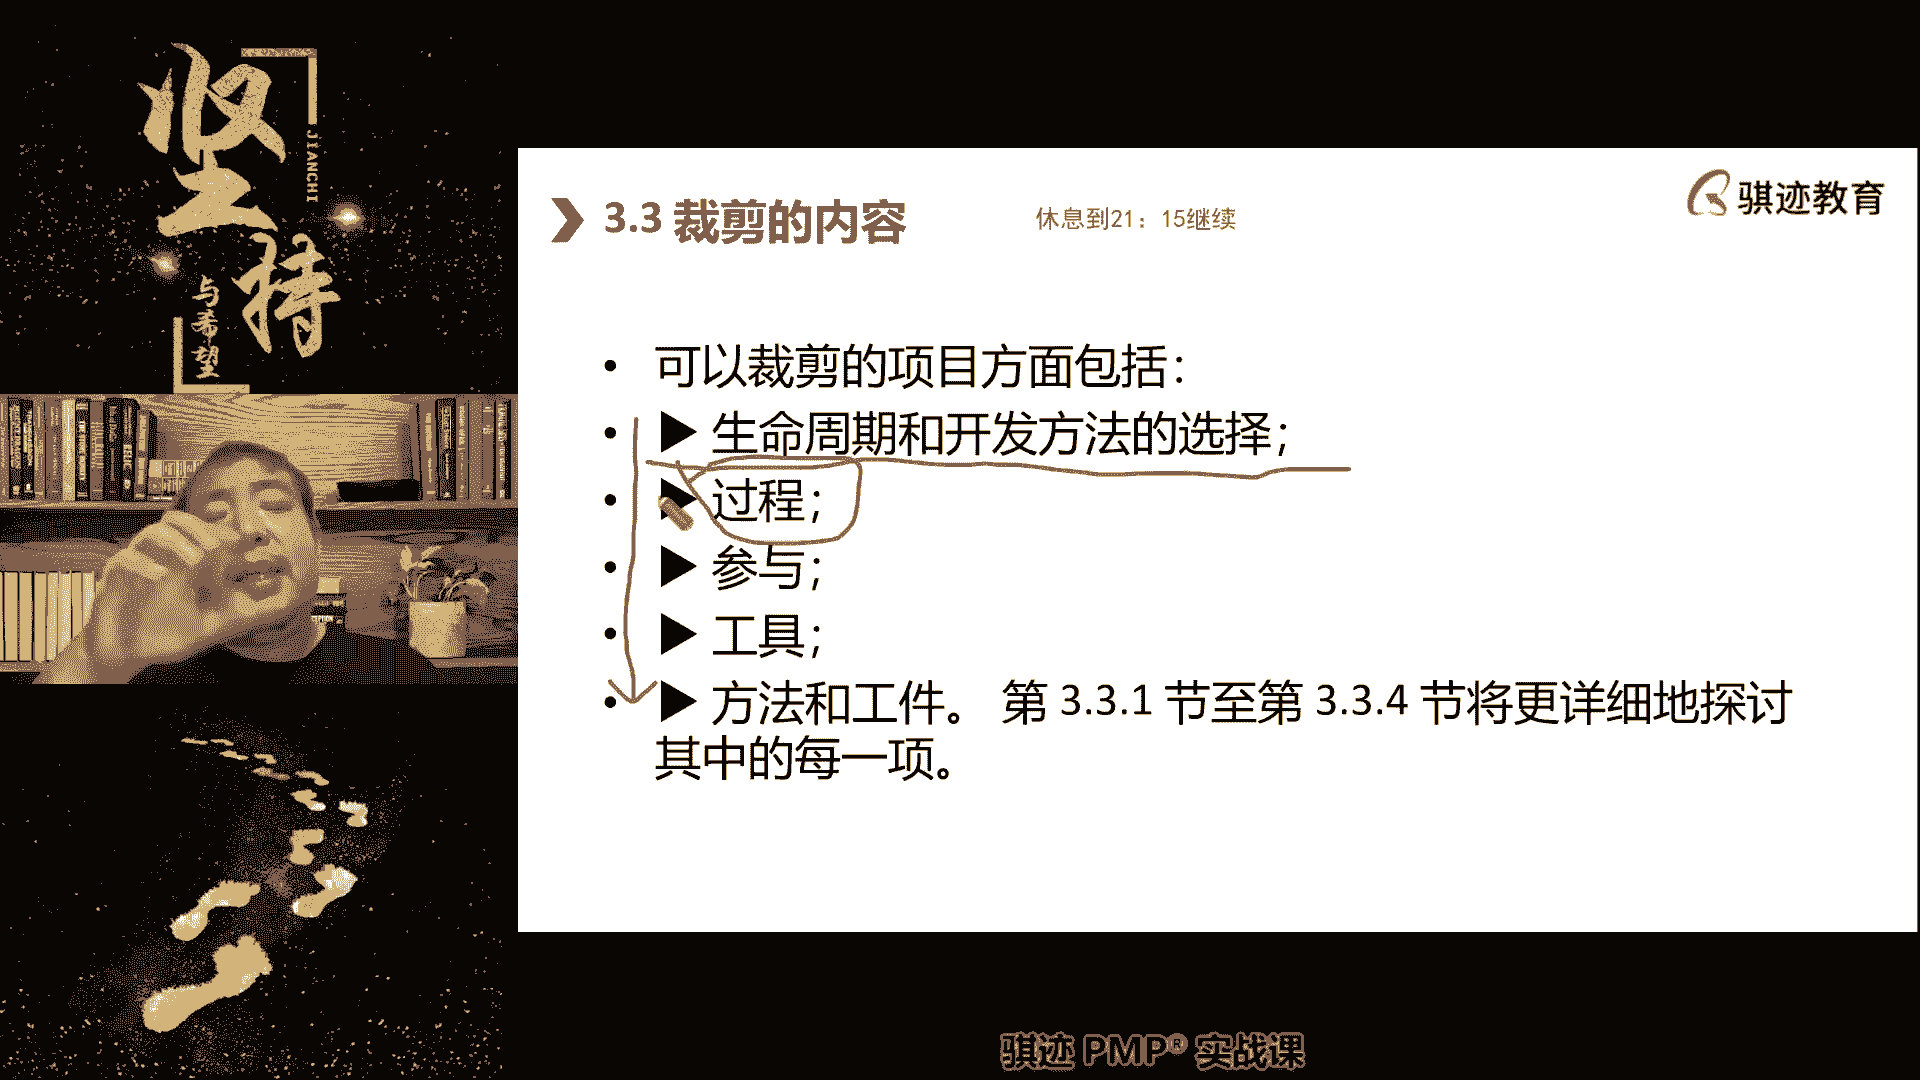 坚持
JIANCHI
与希望
3.3 裁剪的内容
休息到21：15继续
骐迹教育
• 可以裁剪的项目方面包括：
• ▶ 生命周期和开发方法的选择；
• ▶ 过程；
• ▶ 参与；
• ▶ 工具；
• ▶ 方法和工件。 第 3.3.1 节至第 3.3.4 节将更详细地探讨
其中的每一项。
骐迹 PMP® 实战课